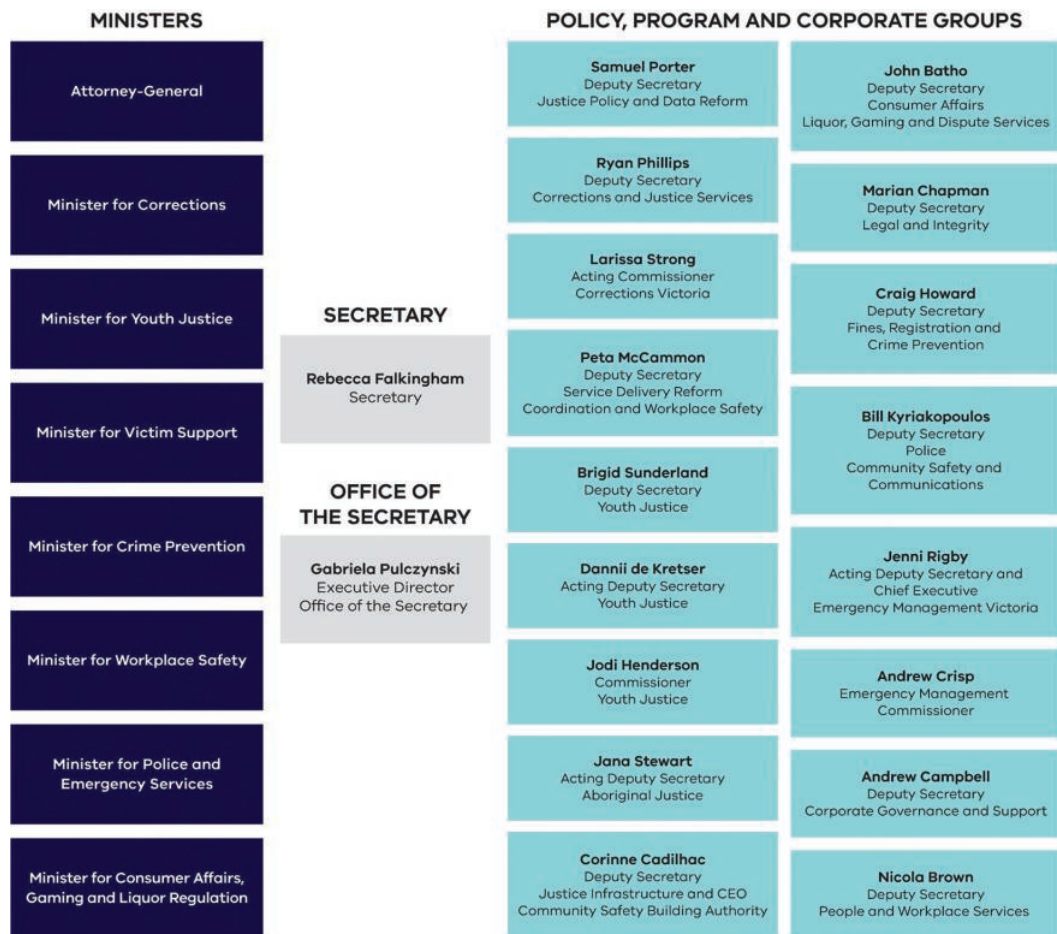 MINISTERS
Attorney-General
Minister for Corrections
Minister for Youth Justice
Minister for Victim Support
Minister for Crime Prevention
Minister for Workplace Safety
Minister for Police and
Emergency Services
Minister for Consumer Affairs,
Gaming and Liquor Regulation
SECRETARY
Rebecca Falkingham
Secretary
OFFICE OF
THE SECRETARY
Gabriela Pulczynski
Executive Director
Office of the Secretary
POLICY, PROGRAM AND CORPORATE GROUPS
Samuel Porter
Deputy Secretary
Justice Policy and Data Reform
Ryan Phillips
Deputy Secretary
Corrections and Justice Services
Larissa Strong
Acting Commissioner
Corrections Victoria
Peta McCammon
Deputy Secretary
Service Delivery Reform
Coordination and Workplace Safety
Brigid Sunderland
Deputy Secretary
Youth Justice
Dannii de Kretser
Acting Deputy Secretary
Youth Justice
Jodi Henderson
Commissioner
Youth Justice
Jana Stewart
Acting Deputy Secretary
Aboriginal Justice
Corinne Cadilhac
Deputy Secretary
Justice Infrastructure and CEO
Community Safety Building Authority
John Batho
Deputy Secretary
Consumer Affairs
Liquor, Gaming and Dispute Services
Marian Chapman
Deputy Secretary
Legal and Integrity
Craig Howard
Deputy Secretary
Fines, Registration and
Crime Prevention
Bill Kyriakopoulos
Deputy Secretary
Police
Community Safety and
Communications
Jenni Rigby
Acting Deputy Secretary and
Chief Executive
Emergency Management Victoria
Andrew Crisp
Emergency Management
Commissioner
Andrew Campbell
Deputy Secretary
Corporate Governance and Support
Nicola Brown
Deputy Secretary
People and Workplace Services